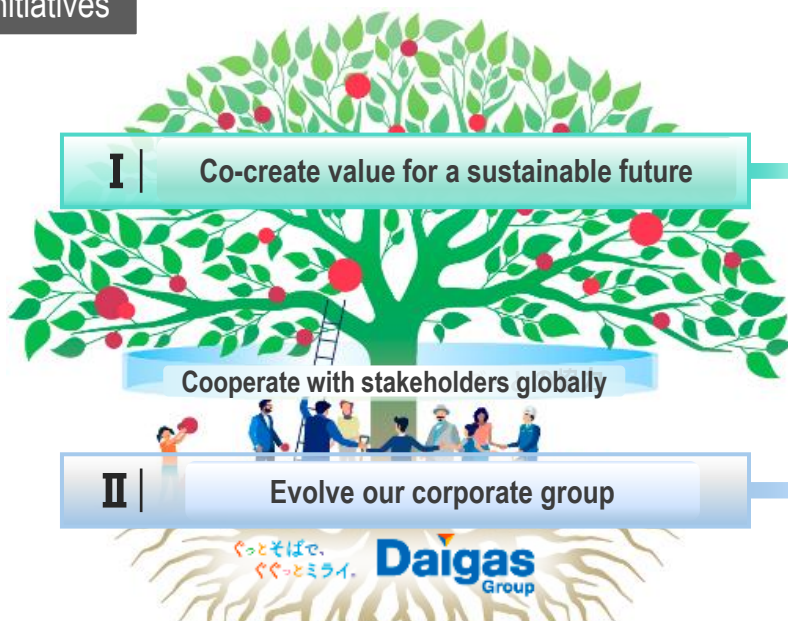 nitiatives
Ⅰ Co-create value for a sustainable future
Cooperate with stakeholders globally
Ⅱ Evolve our corporate group
ぐっとそばで、
ぐぐっとミライ。
Daigas
Group